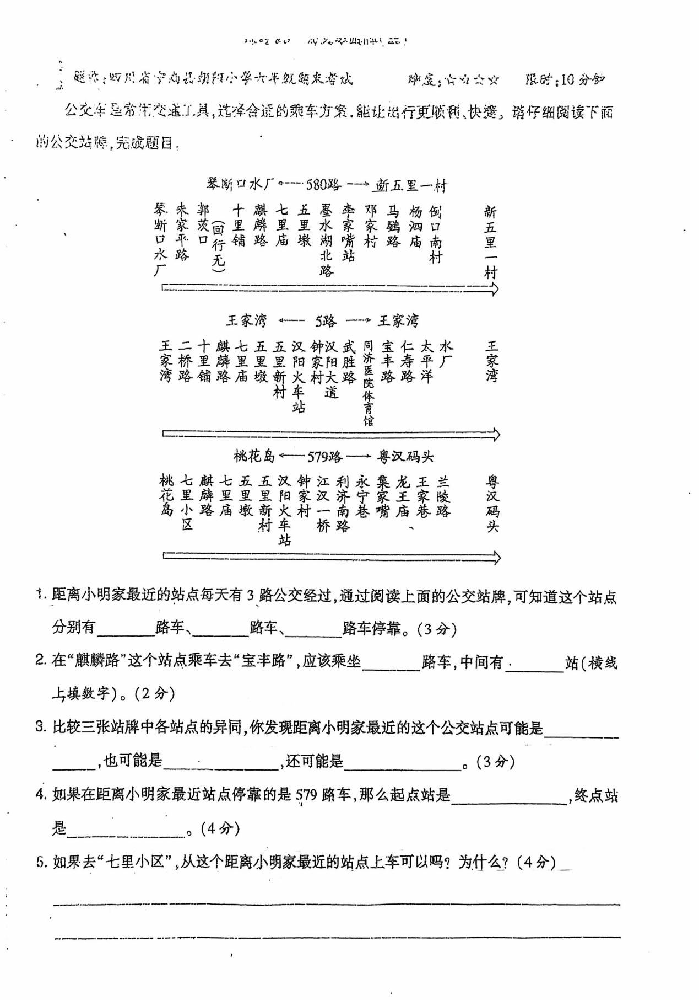 题源:四川省宁南县朝阳小学六年级期末考试 难度:☆☆☆☆ 限时:10分钟
公交车是常用交通工具,选择合适的乘车方案,能让出行更顺利、快捷。请仔细阅读下面
的公交站牌,完成题目。
琴断口水厂←---580路---→新五里一村
琴断口水厂 朱家平路 郭茨口(回行无) 十里铺 麒麟路 七里庙 五里墩 墨水湖北路 李家嘴站 邓家村 马鹦路 杨泗庙 倒口南村 新五里一村
王家湾 ←-- 5路 --→ 王家湾
王家湾 二桥路 十里铺 麒麟路 七里庙 五里墩 五里新村 汉阳火车站 钟家村 汉阳大道 武胜路 同济医院体育馆 宝丰路 仁寿路 太平洋 水厂 王家湾
桃花岛←—579路—→ 粤汉码头
桃花岛 七里小区 麒麟路 七里庙 五里墩 五里新村 汉阳火车站 钟家村 江汉一桥 利济南路 永宁巷 集家嘴 龙王庙 王家巷 兰陵路 粤汉码头
1. 距离小明家最近的站点每天有3路公交经过,通过阅读上面的公交站牌,可知道这个站点
分别有________路车、________路车、________路车停靠。(3分)
2. 在“麒麟路”这个站点乘车去“宝丰路”,应该乘坐________路车,中间有________站(横线
上填数字)。(2分)
3. 比较三张站牌中各站点的异同,你发现距离小明家最近的这个公交站点可能是________
______,也可能是________________,还可能是________________。(3分)
4. 如果在距离小明家最近站点停靠的是579路车,那么起点站是________________,终点站
是________________。(4分)
5. 如果去“七里小区”,从这个距离小明家最近的站点上车可以吗?为什么?(4分)